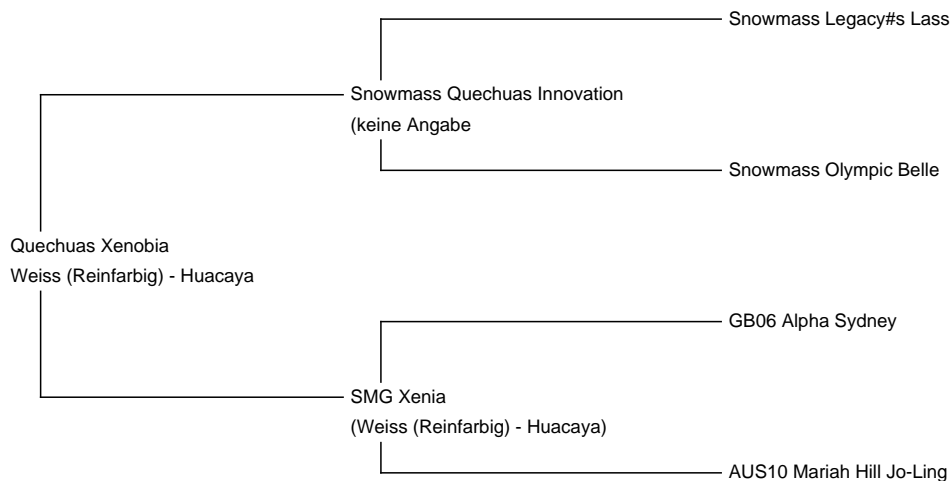 Snowmass Legacy#s Lass
Snowmass Quechuas Innovation
(keine Angabe
Snowmass Olympic Belle
Quechuas Xenobia
Weiss (Reinfarbig) - Huacaya
GB06 Alpha Sydney
SMG Xenia
(Weiss (Reinfarbig) - Huacaya)
AUS10 Mariah Hill Jo-Ling